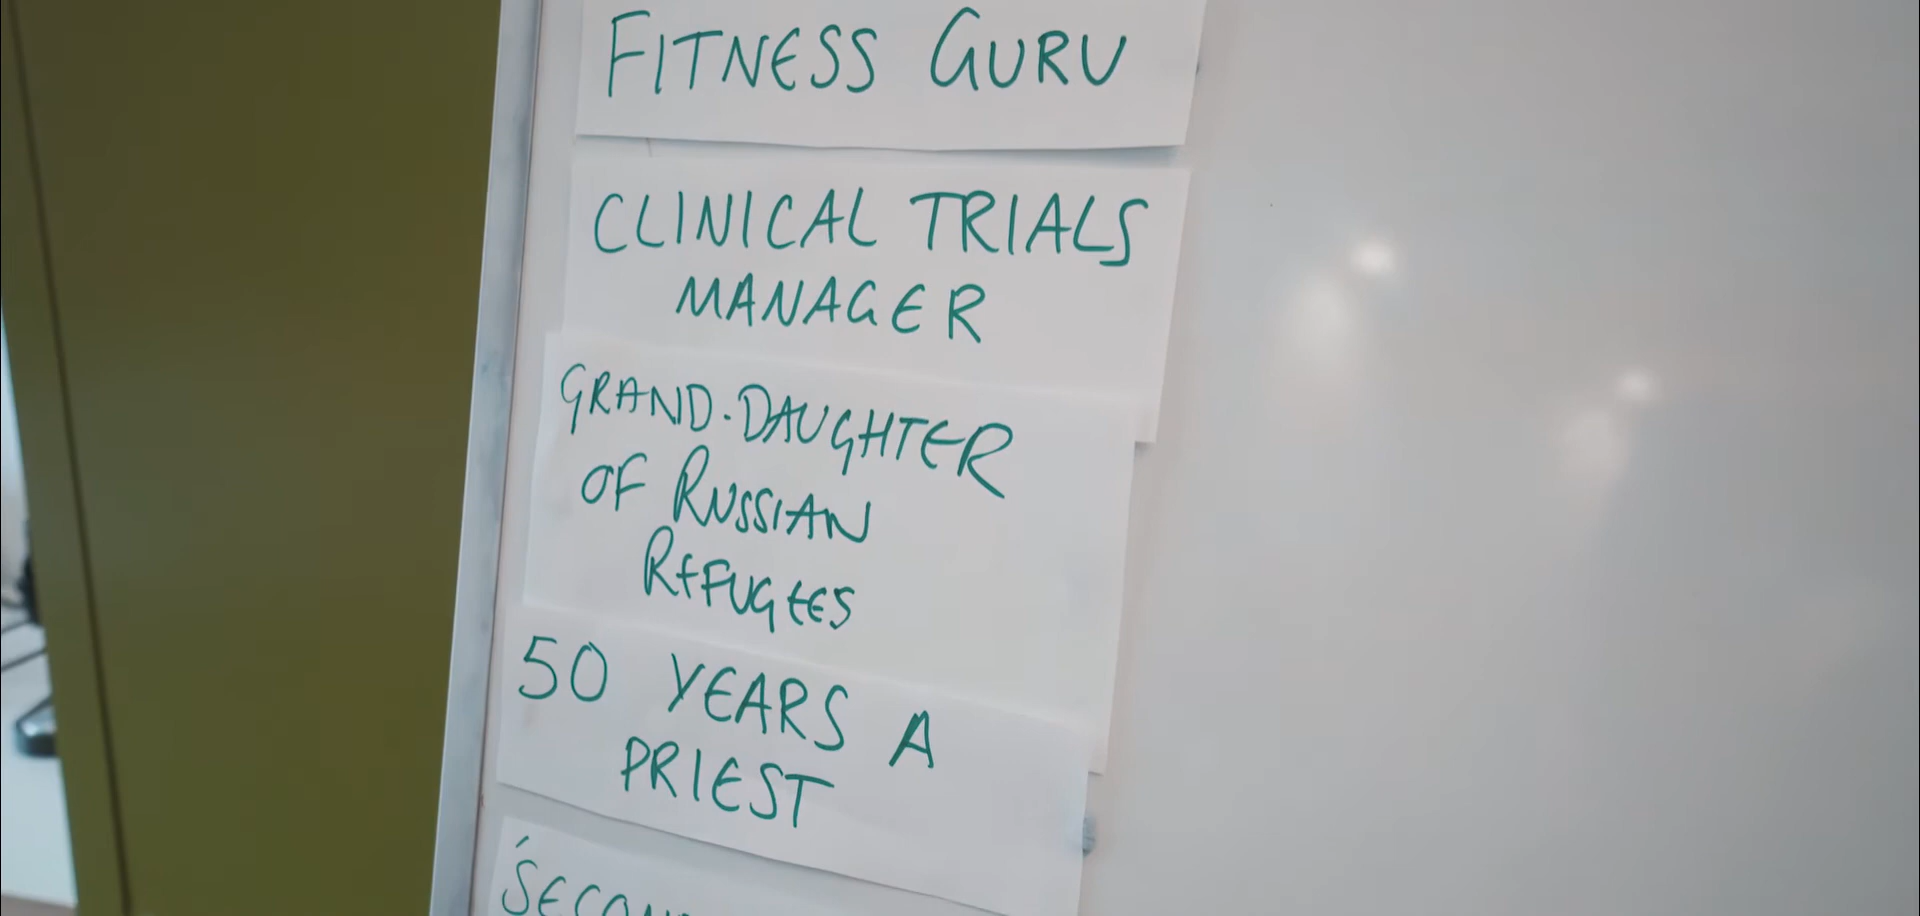 FITNESS GURU
CLINICAL TRIALS
MANAGER
GRAND-DAUGHTER
OF RUSSIAN
REFUGEES
50 YEARS A
PRIEST